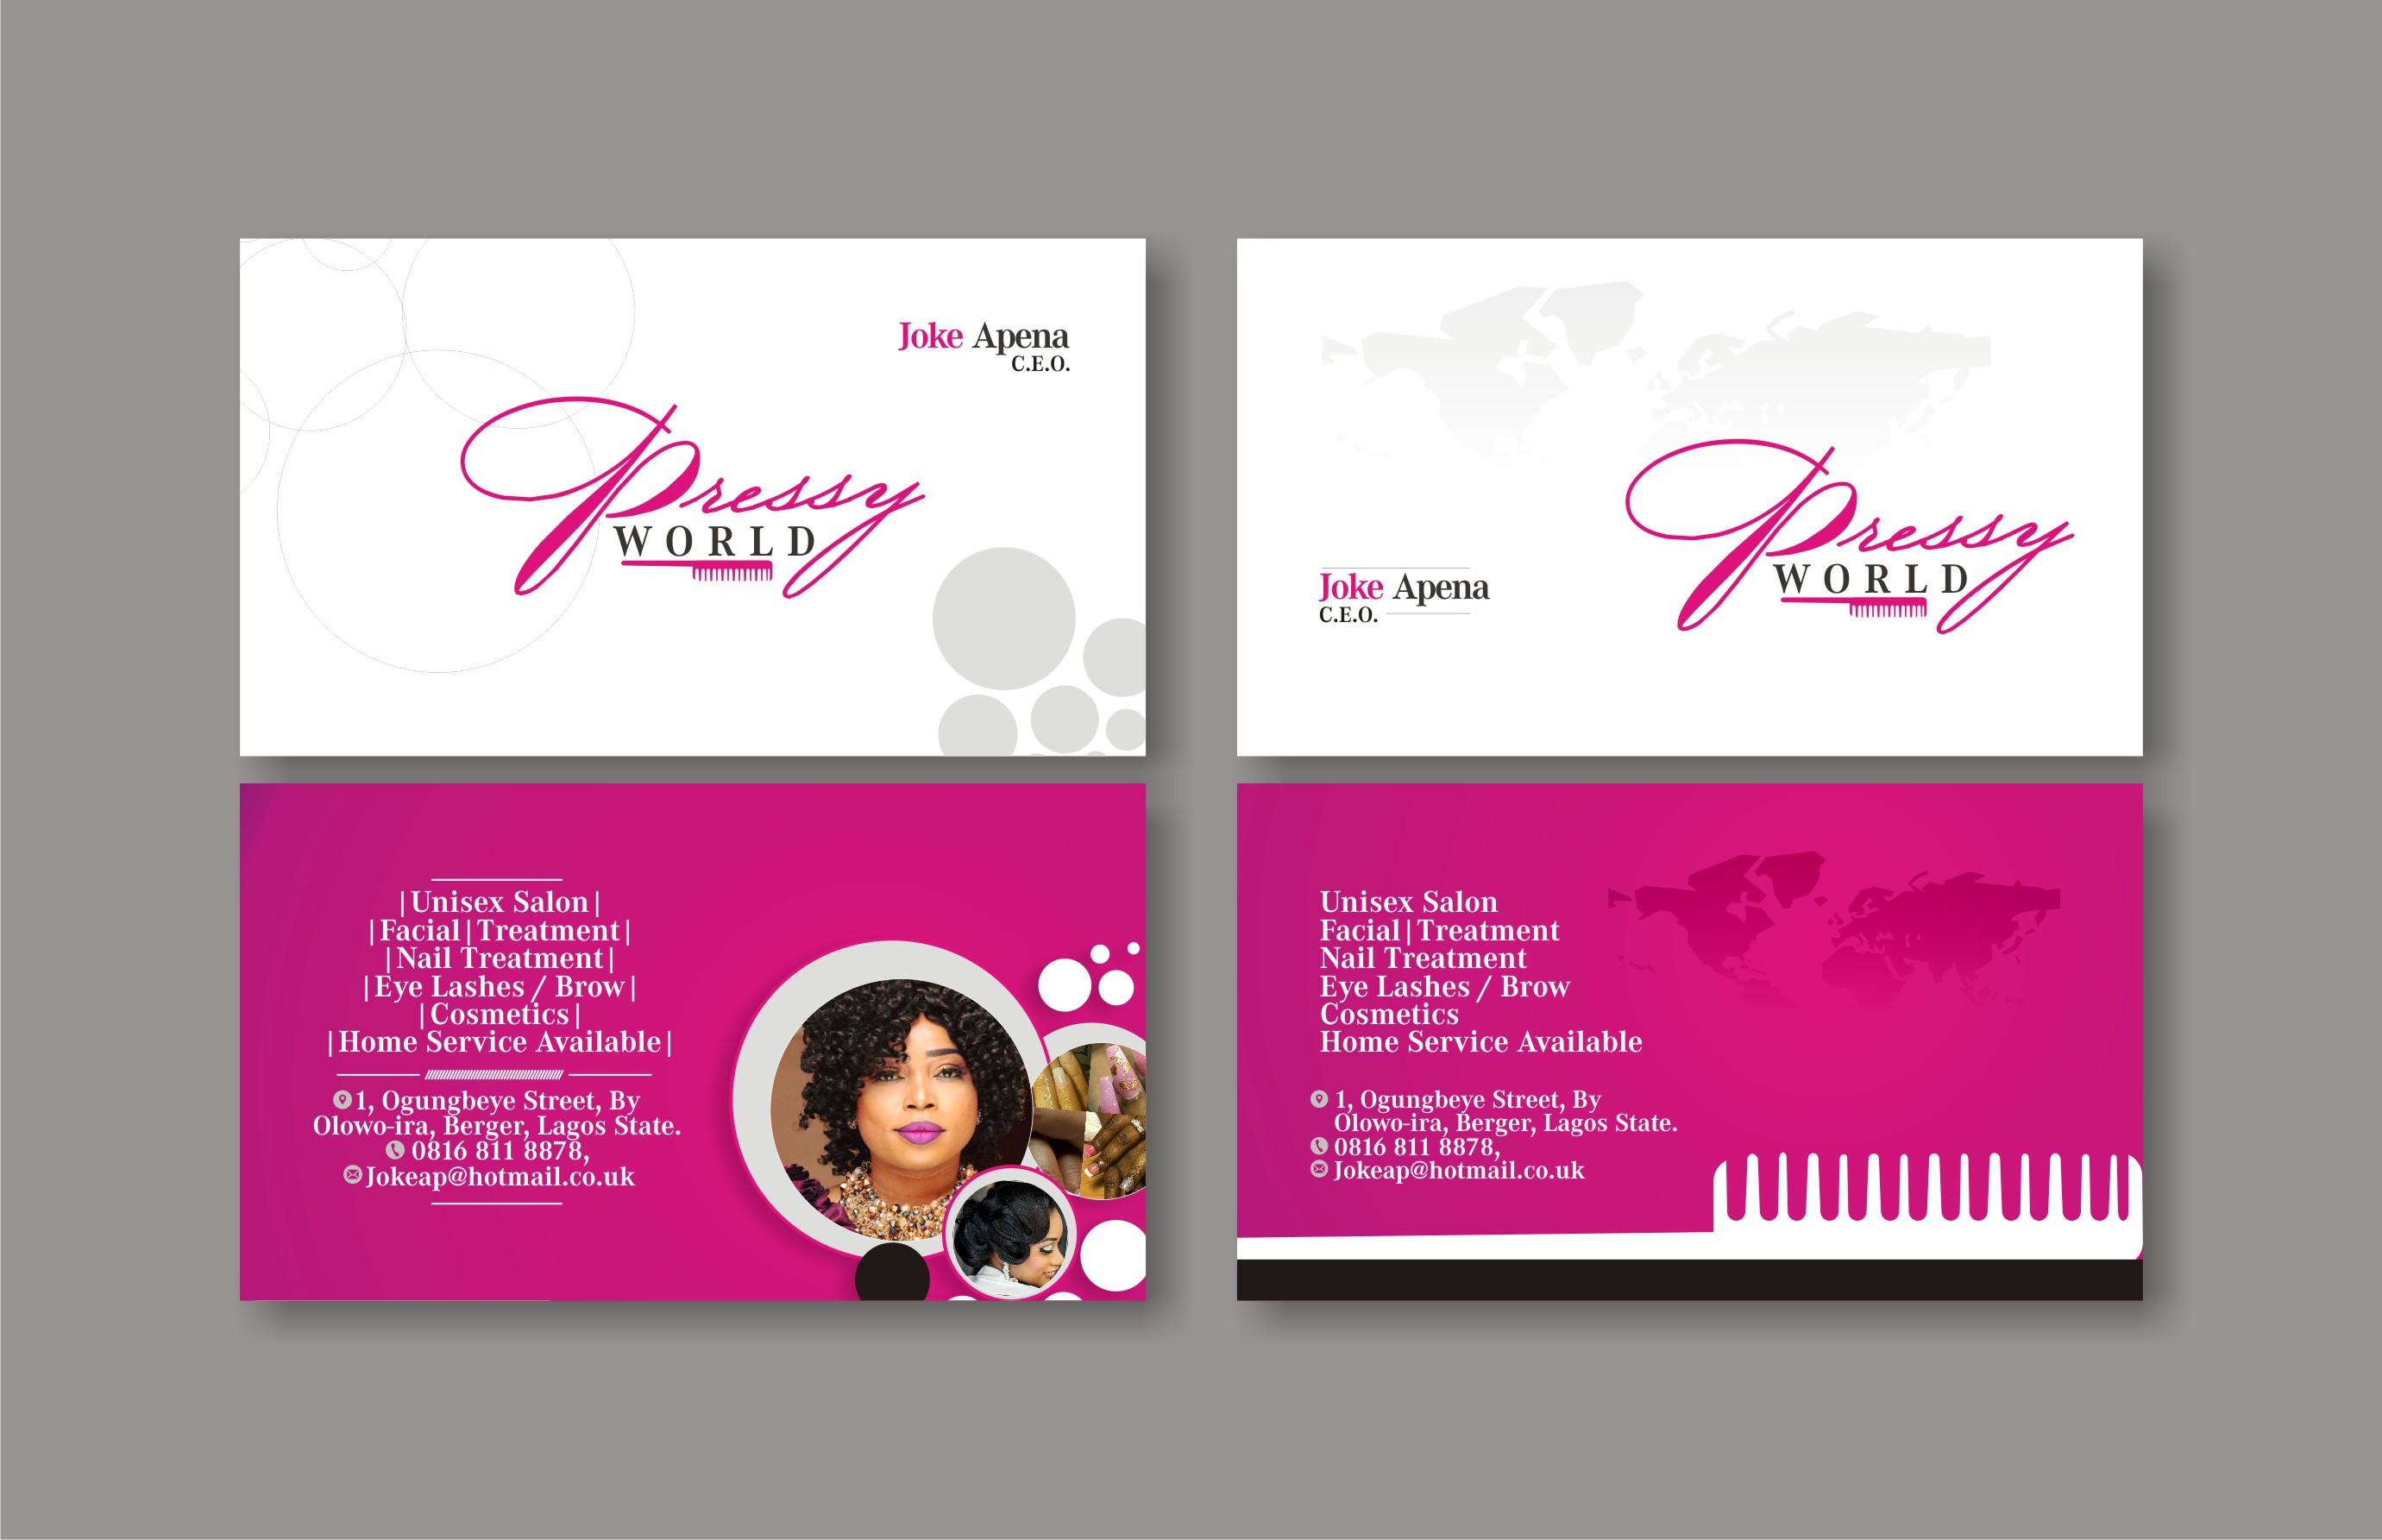 Joke Apena
C.E.O.
Pressy
WORLD
Pressy
WORLD
Joke Apena
C.E.O.
|Unisex Salon|
|Facial|Treatment|
|Nail Treatment|
|Eye Lashes / Brow|
|Cosmetics|
|Home Service Available|
1, Ogungbeye Street, By
Olowo-ira, Berger, Lagos State.
0816 811 8878,
Jokeap@hotmail.co.uk
Unisex Salon
Facial|Treatment
Nail Treatment
Eye Lashes / Brow
Cosmetics
Home Service Available
1, Ogungbeye Street, By
Olowo-ira, Berger, Lagos State.
0816 811 8878,
Jokeap@hotmail.co.uk